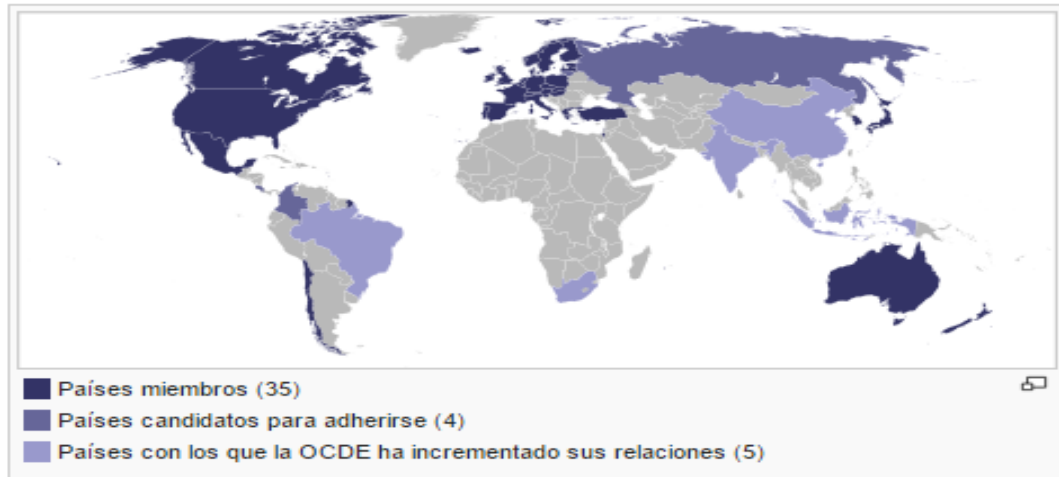 Países miembros (35)
Países candidatos para adherirse (4)
Países con los que la OCDE ha incrementado sus relaciones (5)